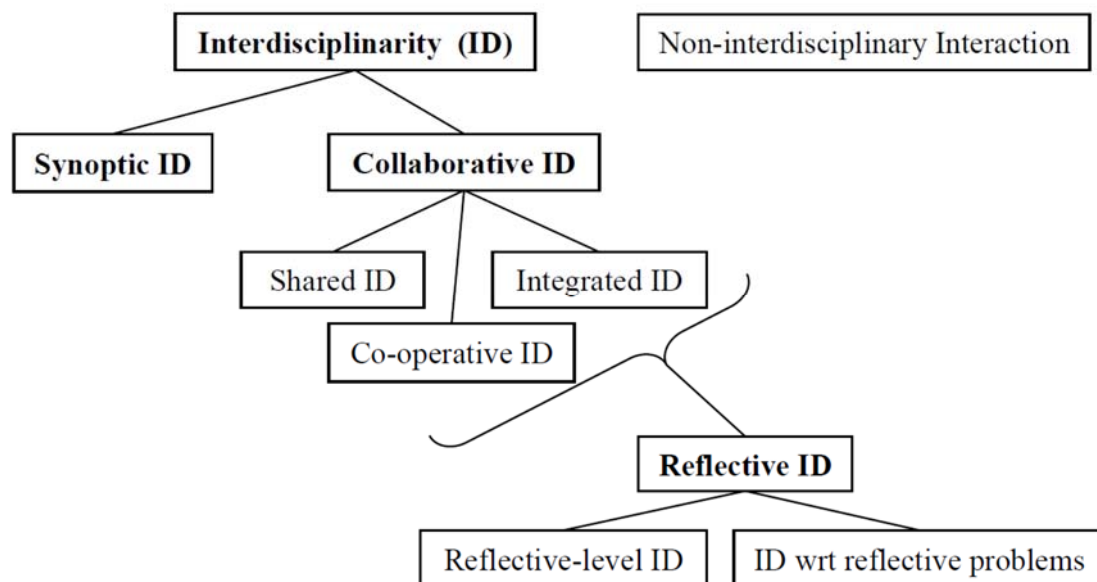 Interdisciplinarity (ID)
Non-interdisciplinary Interaction
Synoptic ID
Collaborative ID
Shared ID
Integrated ID
Co-operative ID
Reflective ID
Reflective-level ID
ID wrt reflective problems